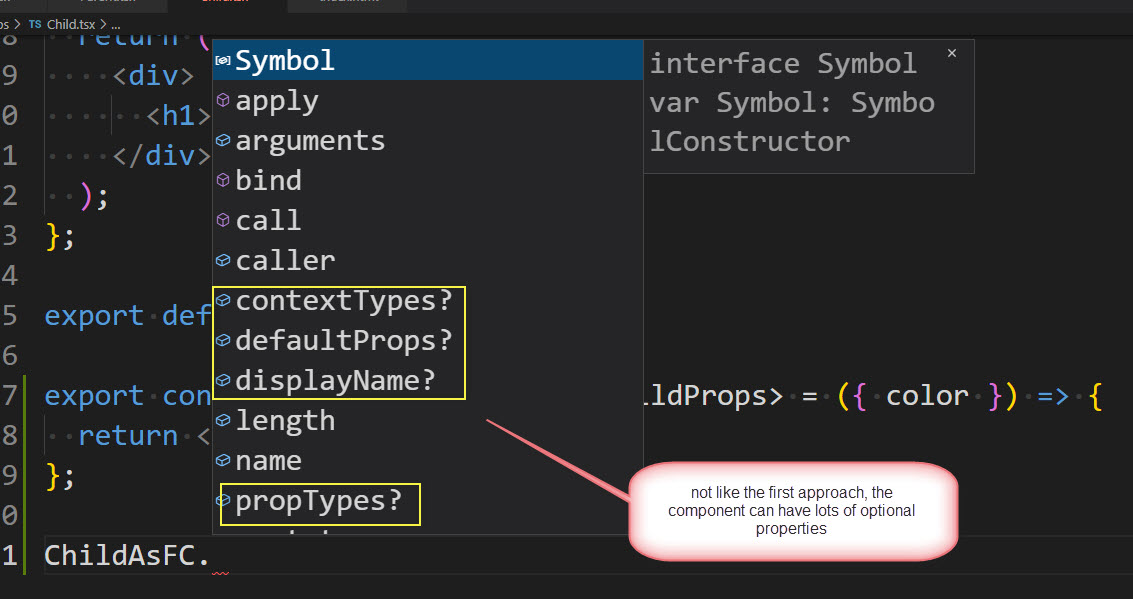 ps > TS Child.tsx > ...
8 return (
9 <div>
0 <h1>
1 </div>
2 );
3 };
4
5 export def
6
7 export con ildProps> = ({ color }) => {
8 return <
9 };
0
1 ChildAsFC.
Symbol
apply
arguments
bind
call
caller
contextTypes?
defaultProps?
displayName?
length
name
propTypes?
interface Symbol ×
var Symbol: Symbo
lConstructor
not like the first approach, the
component can have lots of optional
properties